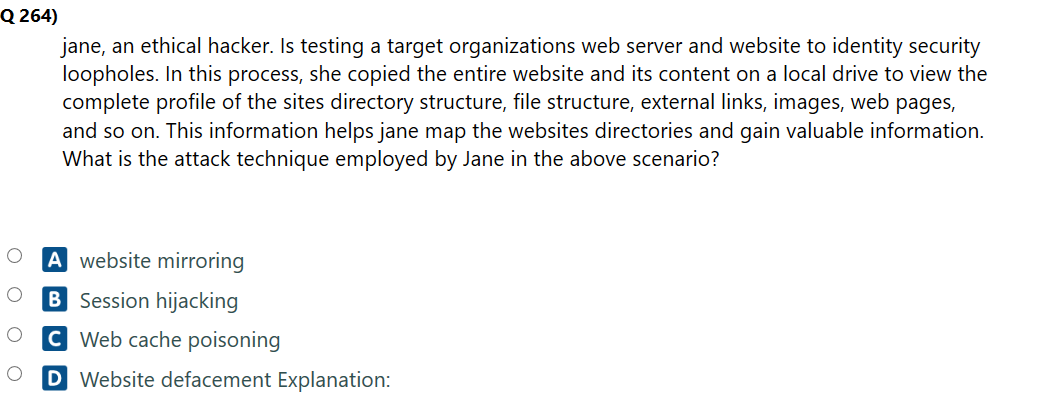 Q 264)
jane, an ethical hacker. Is testing a target organizations web server and website to identity security
loopholes. In this process, she copied the entire website and its content on a local drive to view the
complete profile of the sites directory structure, file structure, external links, images, web pages,
and so on. This information helps jane map the websites directories and gain valuable information.
What is the attack technique employed by Jane in the above scenario?
A website mirroring
B Session hijacking
C Web cache poisoning
D Website defacement Explanation: